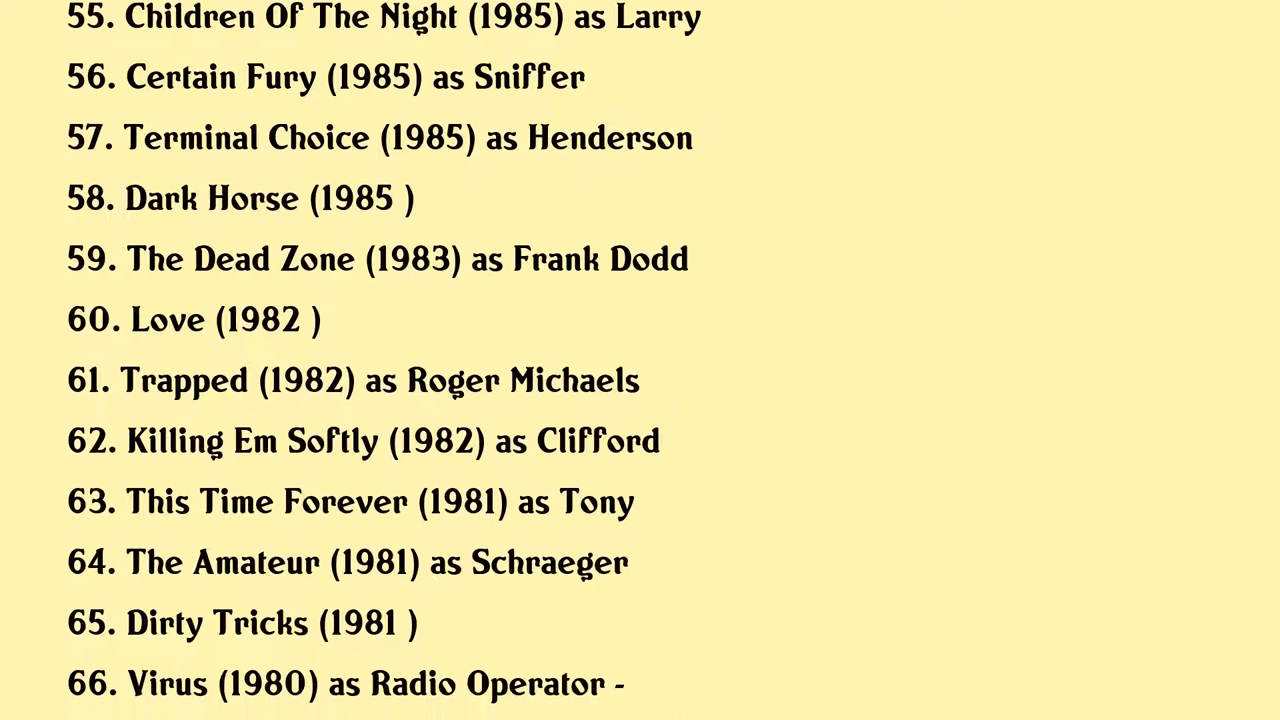 55. Children Of The Night (1985) as Larry
56. Certain Fury (1985) as Sniffer
57. Terminal Choice (1985) as Henderson
58. Dark Horse (1985 )
59. The Dead Zone (1983) as Frank Dodd
60. Love (1982 )
61. Trapped (1982) as Roger Michaels
62. Killing Em Softly (1982) as Clifford
63. This Time Forever (1981) as Tony
64. The Amateur (1981) as Schraeger
65. Dirty Tricks (1981 )
66. Virus (1980) as Radio Operator -